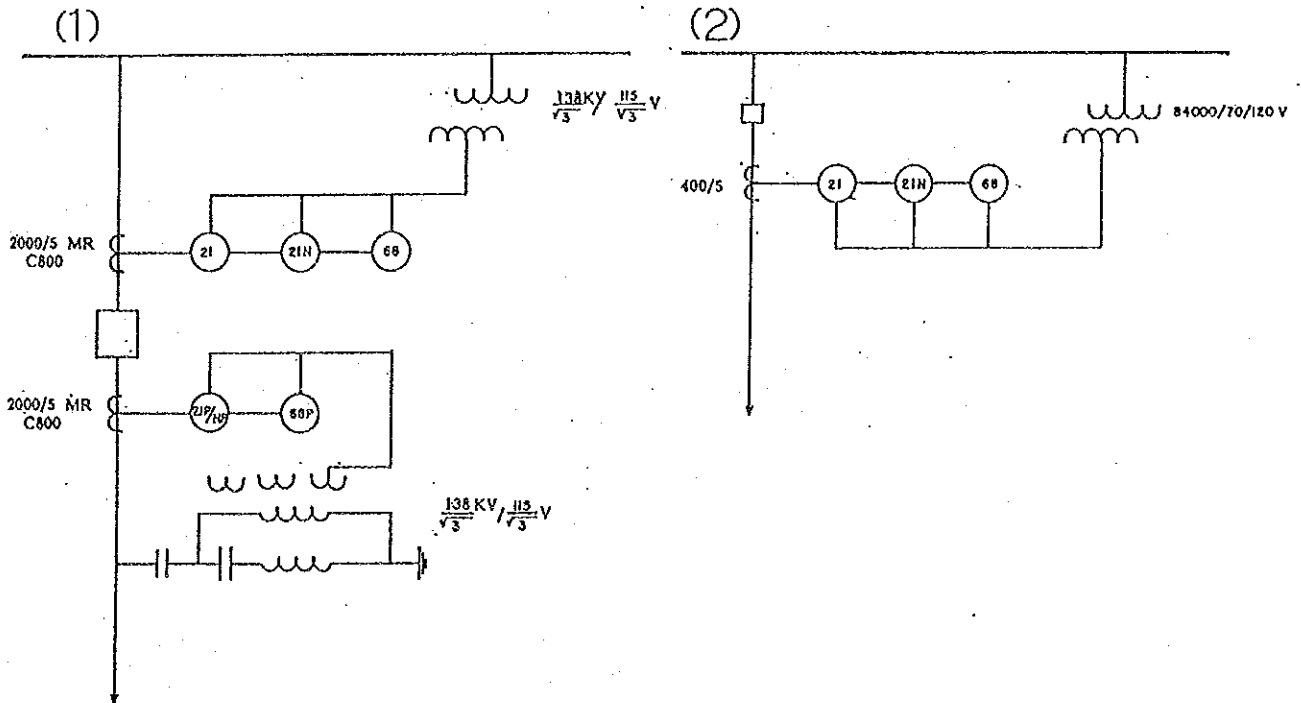 (1)
138KV/√3 115/√3 V
2000/5 MR
C800
21
21N
68
2000/5 MR
C800
21P/NP
68P
138/√3 KV/115/√3 V
(2)
84000/70/120 V
400/5
21
21N
68